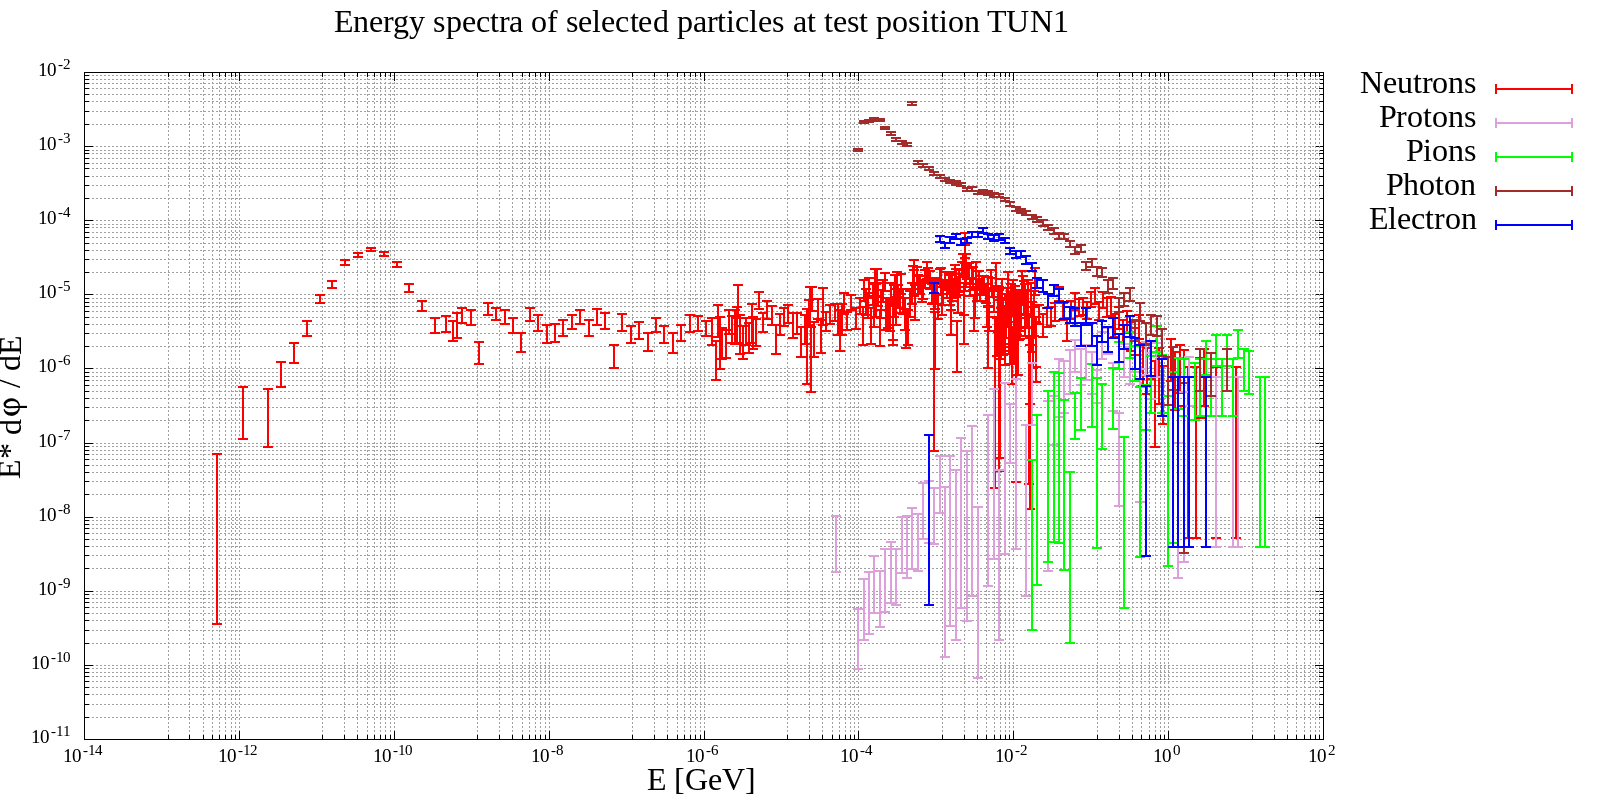 Energy spectra of selected particles at test position TUN1
E* dφ / dE
10^-2
10^-3
10^-4
10^-5
10^-6
10^-7
10^-8
10^-9
10^-10
10^-11
10^-14 10^-12 10^-10 10^-8 10^-6 10^-4 10^-2 10^0 10^2
E [GeV]
Neutrons
Protons
Pions
Photon
Electron